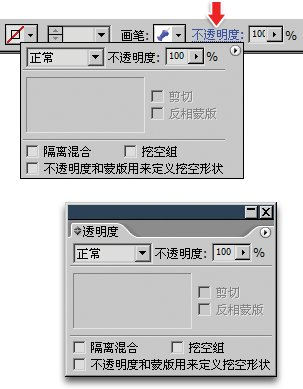 画笔: 不透明度: 100 %
正常 不透明度: 100 %
剪切
反相蒙版
隔离混合 挖空组
不透明度和蒙版用来定义挖空形状
透明度
正常 不透明度: 100 %
剪切
反相蒙版
隔离混合 挖空组
不透明度和蒙版用来定义挖空形状